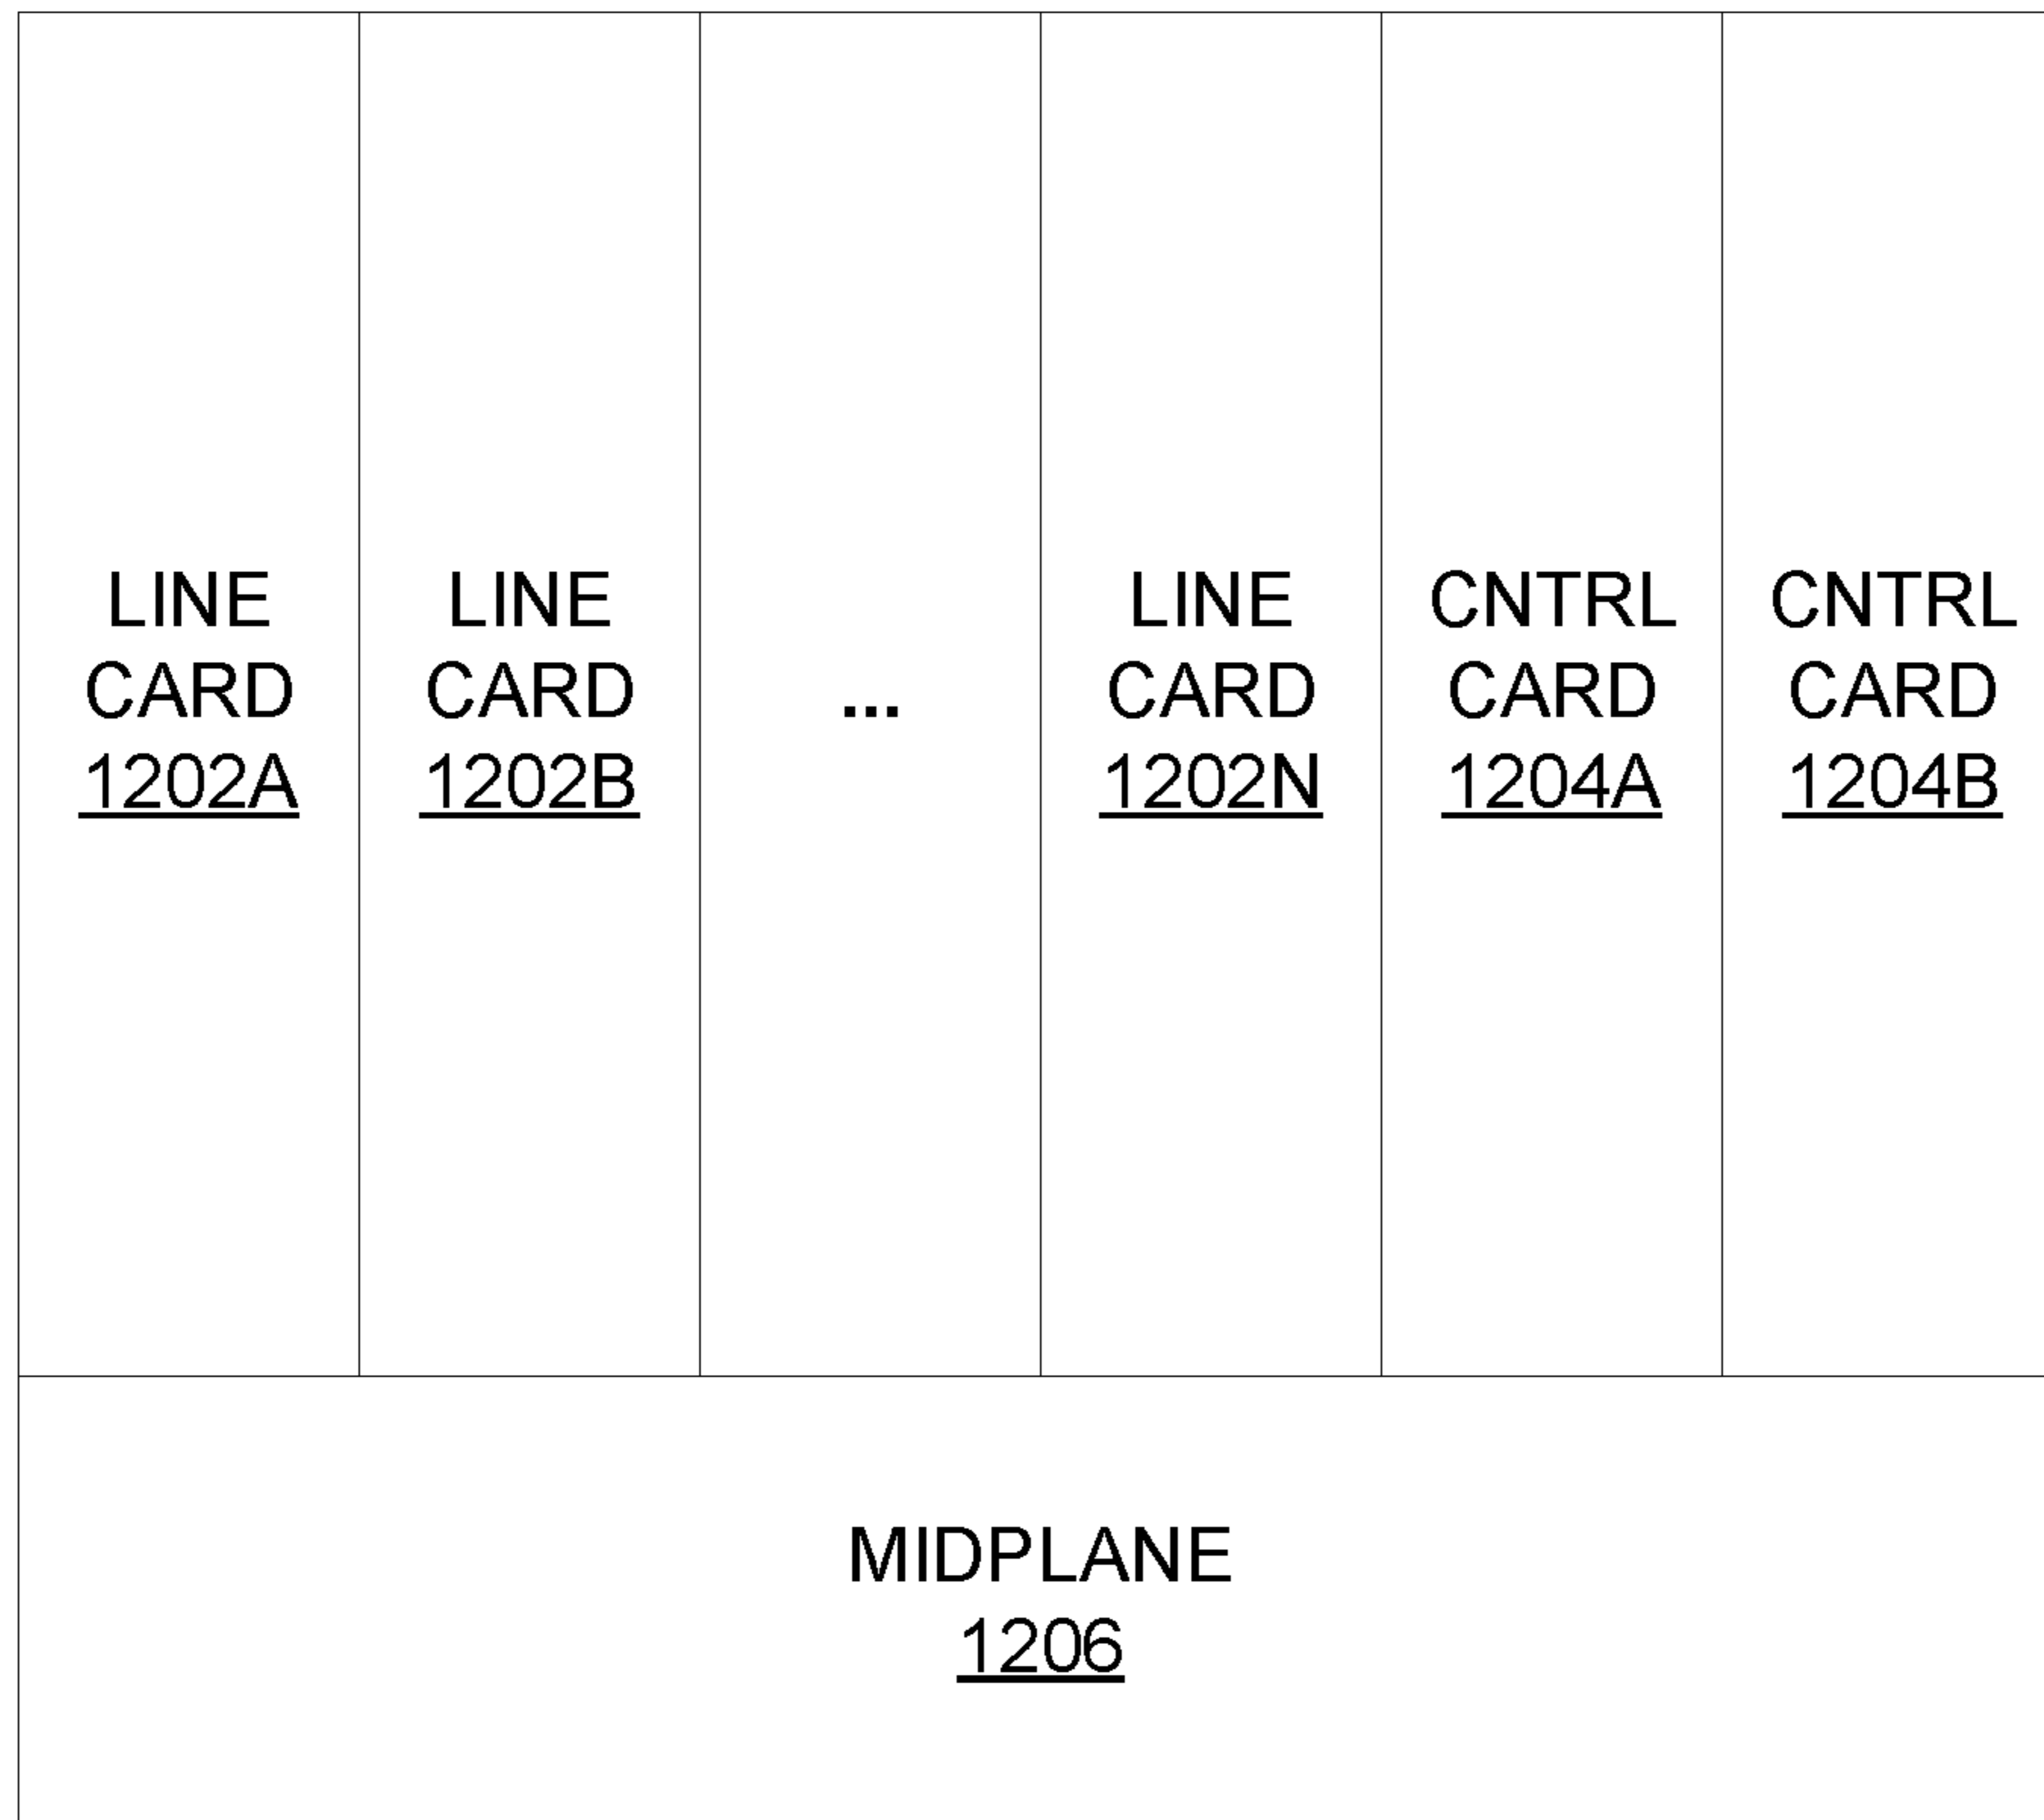 LINE CARD 1202A
LINE CARD 1202B
...
LINE CARD 1202N
CNTRL CARD 1204A
CNTRL CARD 1204B
MIDPLANE
1206